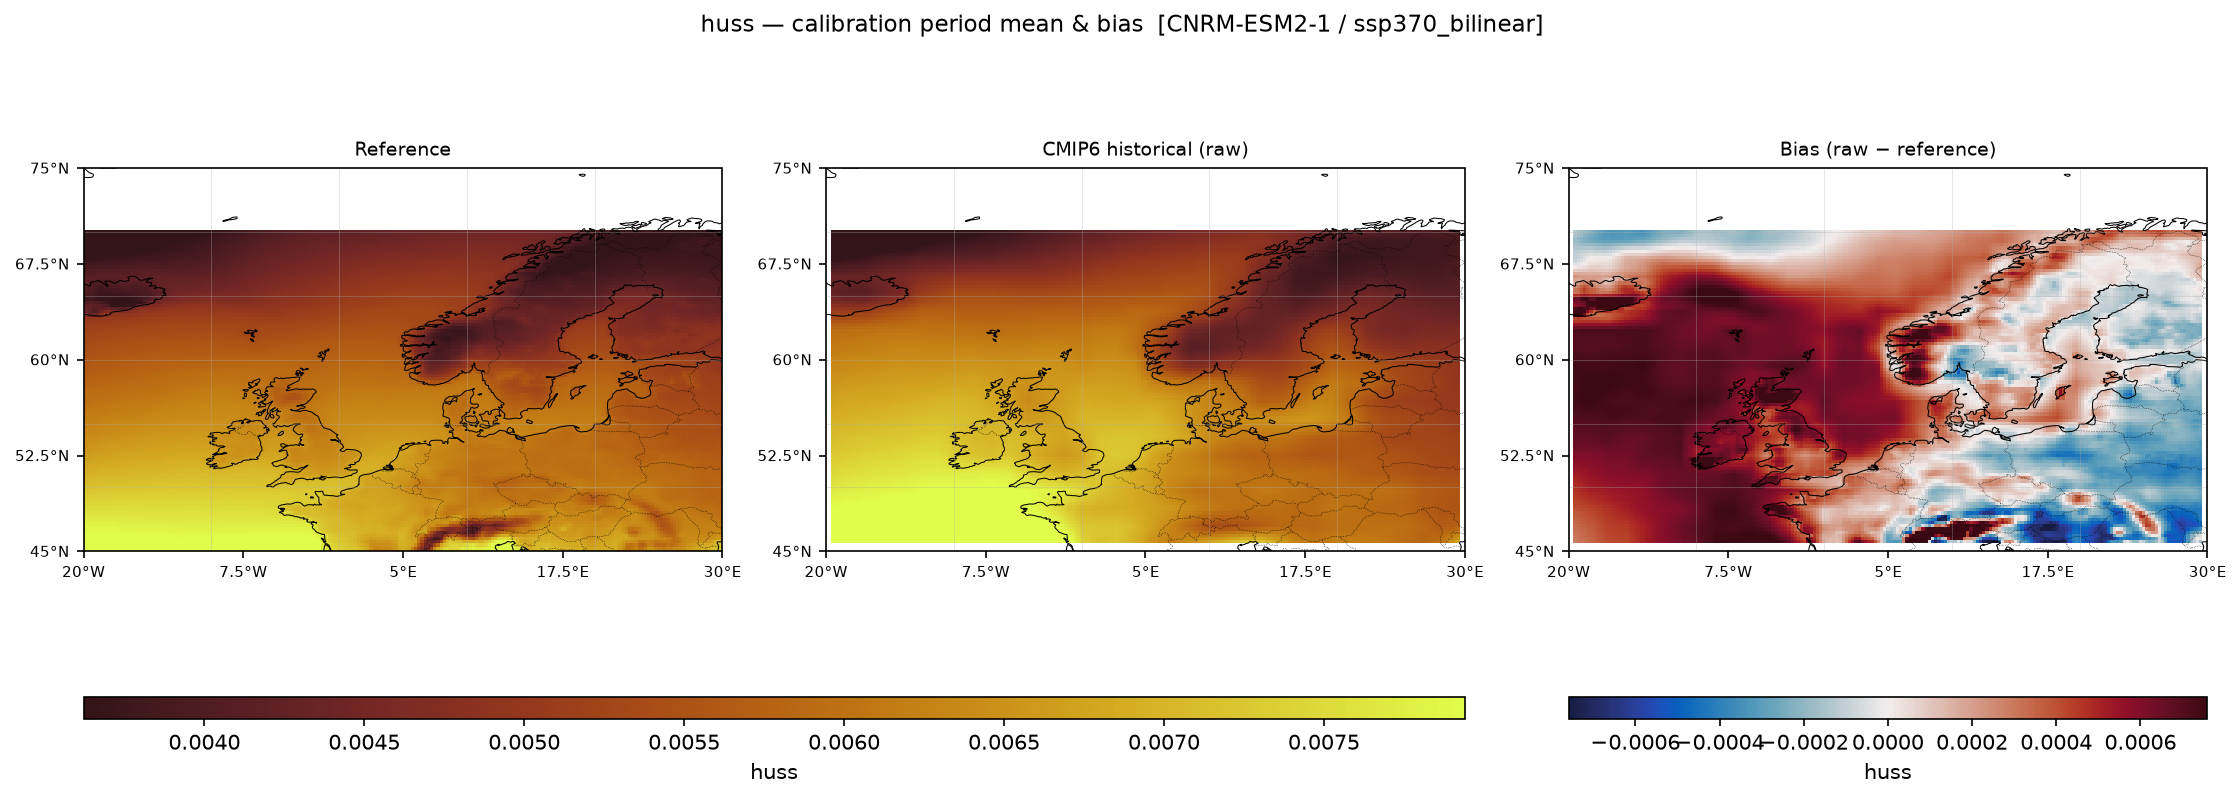 huss — calibration period mean & bias  [CNRM-ESM2-1 / ssp370_bilinear]
Reference
CMIP6 historical (raw)
Bias (raw − reference)
75°N
67.5°N
60°N
52.5°N
45°N
20°W 7.5°W 5°E 17.5°E 30°E
75°N
67.5°N
60°N
52.5°N
45°N
20°W 7.5°W 5°E 17.5°E 30°E
75°N
67.5°N
60°N
52.5°N
45°N
20°W 7.5°W 5°E 17.5°E 30°E
0.0040 0.0045 0.0050 0.0055 0.0060 0.0065 0.0070 0.0075
huss
−0.0006 −0.0004 −0.0002 0.0000 0.0002 0.0004 0.0006
huss